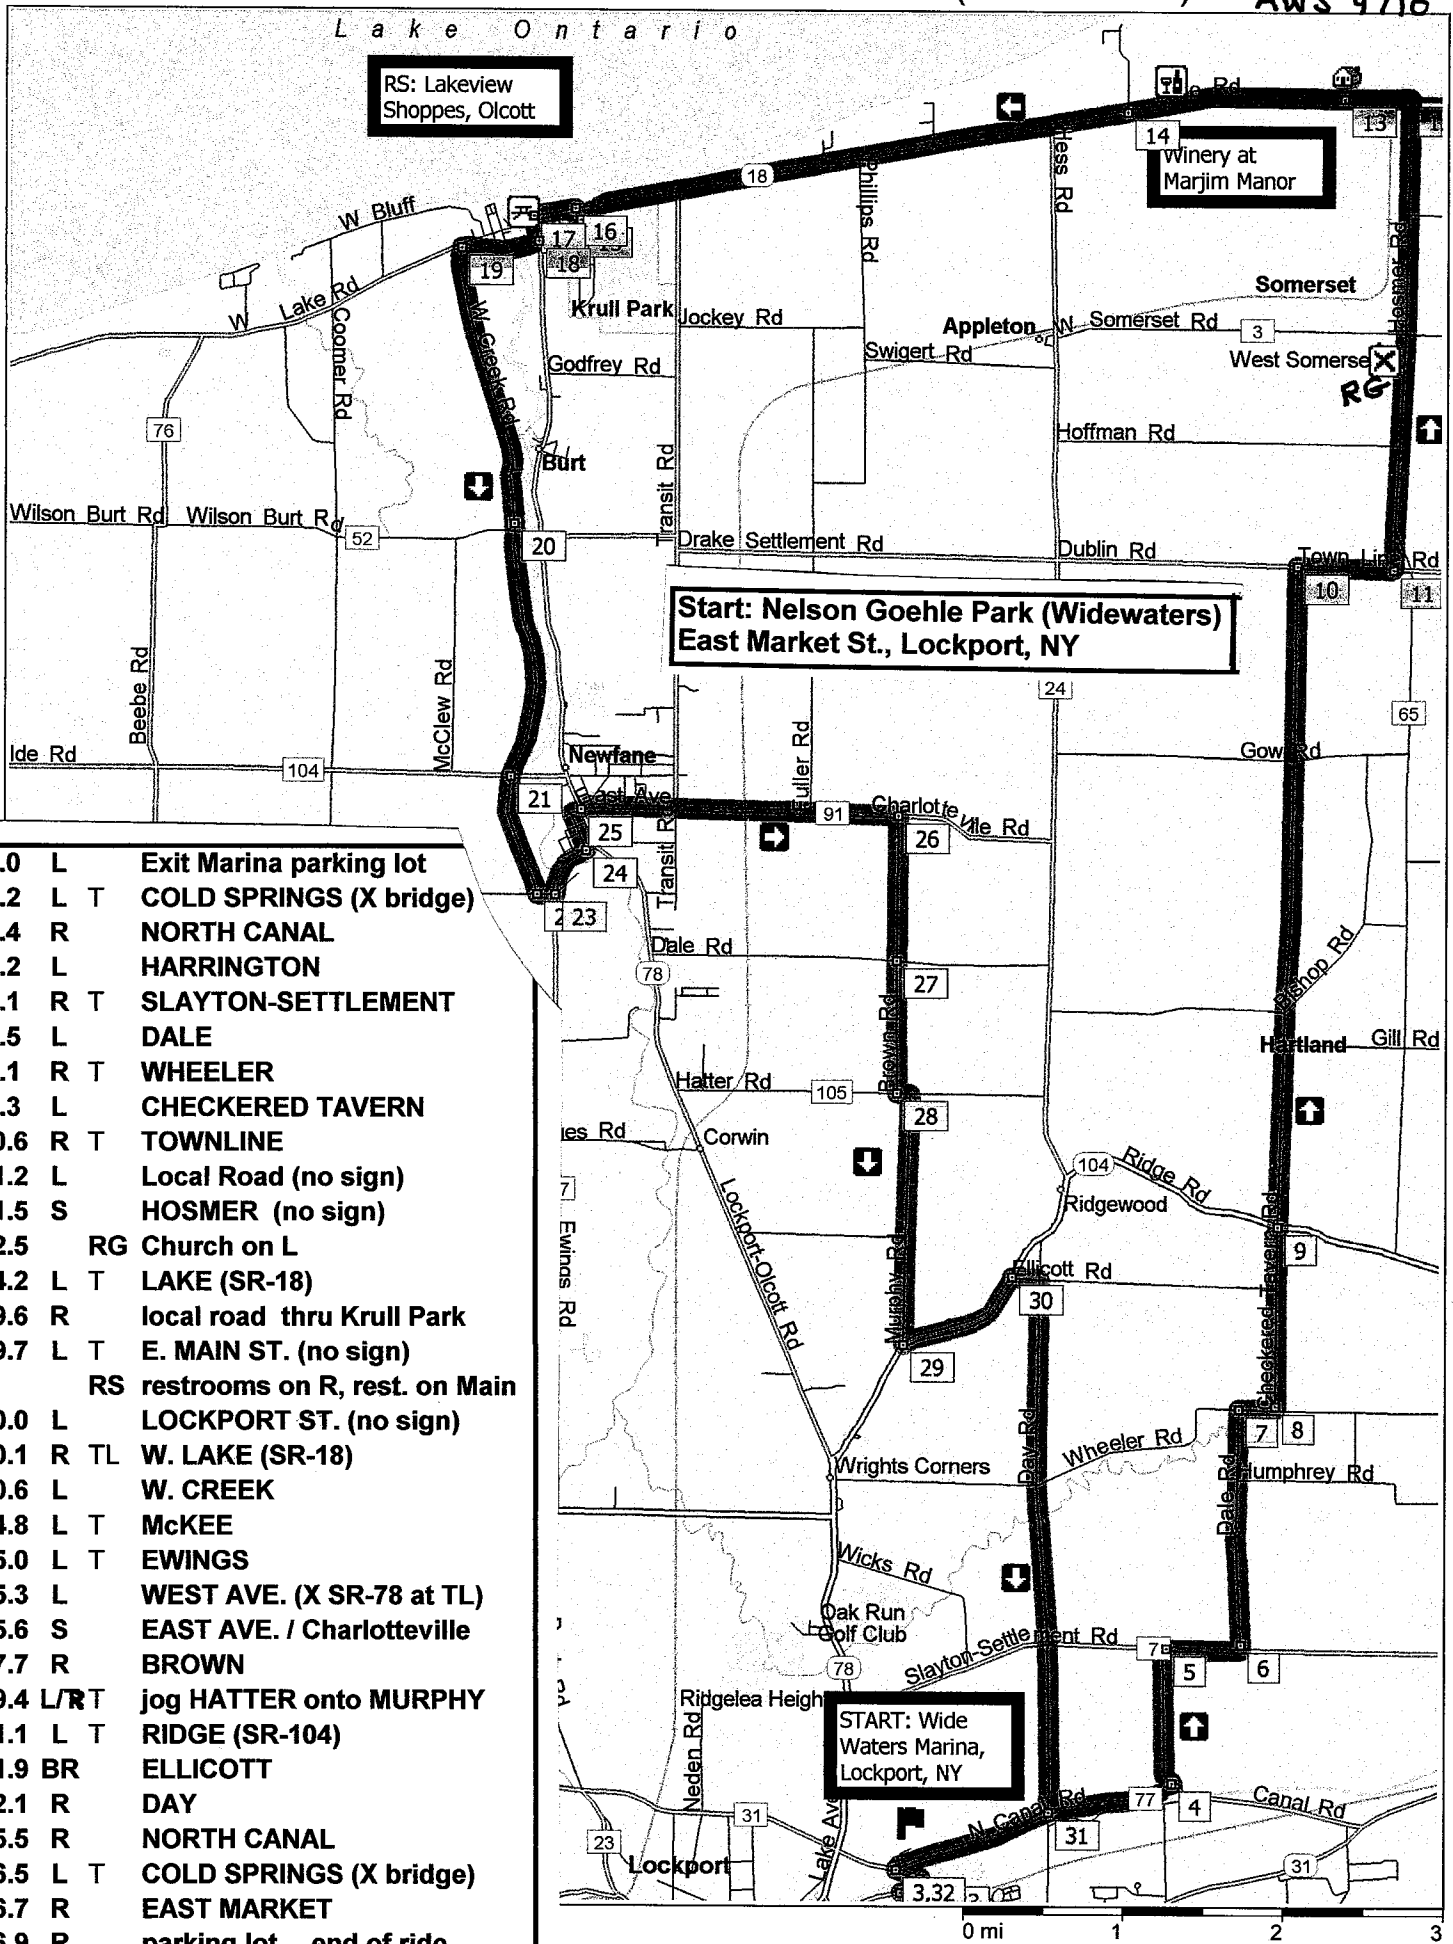 AWS 9/10
Lake Ontario
RS: Lakeview
Shoppes, Olcott
Winery at
Marjim Manor
13
14
18
16
17
18
19
W Bluff
W Lake Rd
Coomer Rd
W Creek Rd
Krull Park
Phillips Rd
Hess Rd
Hosmer Rd
Somerset
Jockey Rd
Appleton
W Somerset Rd
3
Swigert Rd
West Somerse
RG
Godfrey Rd
76
Hoffman Rd
Burt
Transit Rd
Wilson Burt Rd
Wilson Burt Rd
52
20
Drake Settlement Rd
Dublin Rd
Town Line Rd
10
11
Start: Nelson Goehle Park (Widewaters)
East Market St., Lockport, NY
24
65
Beebe Rd
McClew Rd
Fuller Rd
Gow Rd
Ide Rd
104
Newfane
21
East Ave
91
Charlotteville Rd
25
26
24
Transit Rd
23
.0 L Exit Marina parking lot
.2 L T COLD SPRINGS (X bridge)
.4 R NORTH CANAL
.2 L HARRINGTON
.1 R T SLAYTON-SETTLEMENT
.5 L DALE
.1 R T WHEELER
.3 L CHECKERED TAVERN
0.6 R T TOWNLINE
1.2 L Local Road (no sign)
1.5 S HOSMER (no sign)
2.5 RG Church on L
4.2 L T LAKE (SR-18)
9.6 R local road thru Krull Park
9.7 L T E. MAIN ST. (no sign)
RS restrooms on R, rest. on Main
0.0 L LOCKPORT ST. (no sign)
0.1 R TL W. LAKE (SR-18)
0.6 L W. CREEK
4.8 L T McKEE
5.0 L T EWINGS
5.3 L WEST AVE. (X SR-78 at TL)
5.6 S EAST AVE. / Charlotteville
7.7 R BROWN
9.4 L/R T jog HATTER onto MURPHY
1.1 L T RIDGE (SR-104)
1.9 BR ELLICOTT
2.1 R DAY
5.5 R NORTH CANAL
6.5 L T COLD SPRINGS (X bridge)
6.7 R EAST MARKET
6.9 R parking lot end of ride
Dale Rd
78
27
Bishop Rd
Brown Rd
Hartland
Gill Rd
Hatter Rd
105
28
es Rd
Corwin
7
Ewings Rd
Lockport-Olcott Rd
104
Ridge Rd
Ridgewood
9
Checkered Tavern Rd
Ellicott Rd
30
Murphy Rd
29
7
8
Day Rd
Wheeler Rd
Wrights Corners
Dale Rd
Humphrey Rd
Wicks Rd
Oak Run
Golf Club
78
Slayton-Settlement Rd
7
5
6
Ridgelea Heigh
START: Wide
Waters Marina,
Lockport, NY
Neden Rd
31
23
Lockport
Lake Ave
N Canal Rd
77
4
31
Canal Rd
31
3,32
0 mi
1
2
3